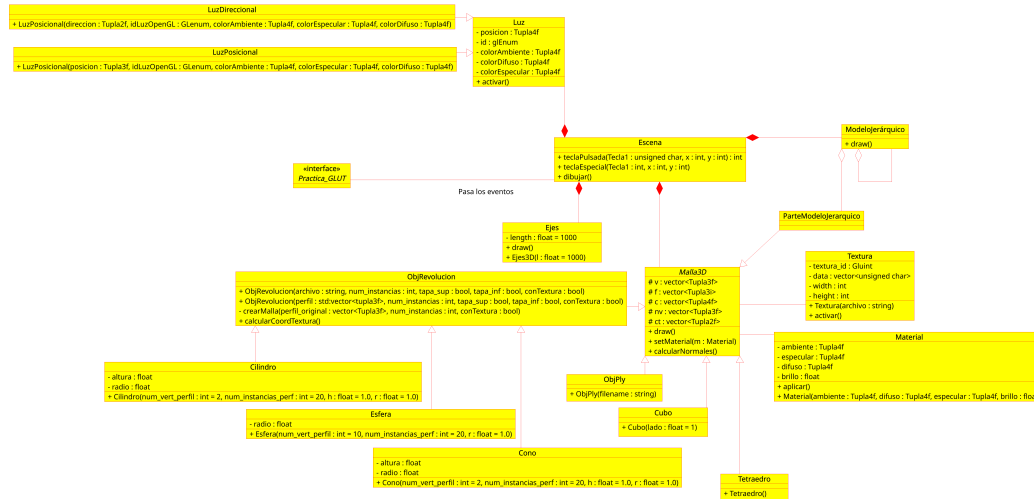 LuzDireccional
+ LuzPosicional(direccion : Tupla2f, idLuzOpenGL : GLenum, colorAmbiente : Tupla4f, colorEspecular : Tupla4f, colorDifuso : Tupla4f)
LuzPosicional
+ LuzPosicional(posicion : Tupla3f, idLuzOpenGL : GLenum, colorAmbiente : Tupla4f, colorEspecular : Tupla4f, colorDifuso : Tupla4f)
Luz
- posicion : Tupla4f
- id : glEnum
- colorAmbiente : Tupla4f
- colorDifuso : Tupla4f
- colorEspecular : Tupla4f
+ activar()
Escena
+ teclaPulsada(Tecla1 : unsigned char, x : int, y : int) : int
+ teclaEspecial(Tecla1 : int, x : int, y : int)
+ dibujar()
ModeloJerárquico
+ draw()
«interface»
Practica_GLUT
Pasa los eventos
ParteModeloJerarquico
Ejes
- length : float = 1000
+ draw()
+ Ejes3D(l : float = 1000)
Textura
- textura_id : Gluint
- data : vector<unsigned char>
- width : int
- height : int
+ Textura(archivo : string)
+ activar()
Malla3D
# v : vector<Tupla3f>
# f : vector<Tupla3i>
# c : vector<Tupla4f>
# nv : vector<Tupla3f>
# ct : vector<Tupla2f>
+ draw()
+ setMaterial(m : Material)
+ calcularNormales()
ObjRevolucion
+ ObjRevolucion(archivo : string, num_instancias : int, tapa_sup : bool, tapa_inf : bool, conTextura : bool)
+ ObjRevolucion(perfil : std:vector<tupla3f>, num_instancias : int, tapa_sup : bool, tapa_inf : bool, conTextura : bool)
- crearMalla(perfil_original : vector<Tupla3f>, num_instancias : int, conTextura : bool)
+ calcularCoordTextura()
Material
- ambiente : Tupla4f
- especular : Tupla4f
- difuso : Tupla4f
- brillo : float
+ aplicar()
+ Material(ambiente : Tupla4f, difuso : Tupla4f, especular : Tupla4f, brillo : floa
Cilindro
- altura : float
- radio : float
+ Cilindro(num_vert_perfil : int = 2, num_instancias_perf : int = 20, h : float = 1.0, r : float = 1.0)
ObjPly
+ ObjPly(filename : string)
Esfera
- radio : float
+ Esfera(num_vert_perfil : int = 10, num_instancias_perf : int = 20, r : float = 1.0)
Cubo
+ Cubo(lado : float = 1)
Cono
- altura : float
- radio : float
+ Cono(num_vert_perfil : int = 2, num_instancias_perf : int = 20, h : float = 1.0, r : float = 1.0)
Tetraedro
+ Tetraedro()